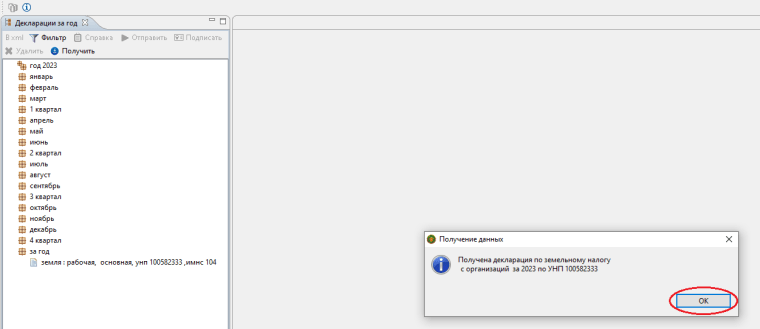 Декларации за год
В xml Фильтр Справка Отправить Подписать
Удалить Получить
год 2023
январь
февраль
март
1 квартал
апрель
май
июнь
2 квартал
июль
август
сентябрь
3 квартал
октябрь
ноябрь
декабрь
4 квартал
за год
земля : рабочая, основная, унп 100582333 ,имнс 104
Получение данных
Получена декларация по земельному налогу
с организаций за 2023 по УНП 100582333
OK